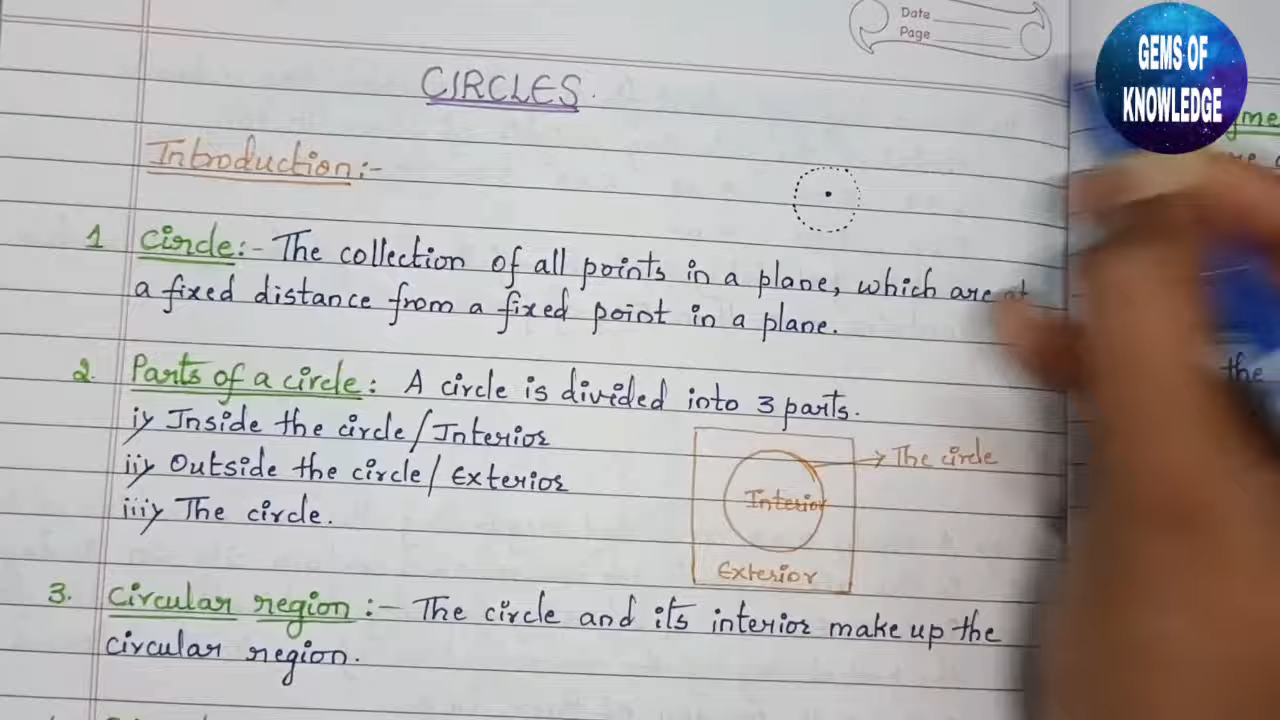 Date
Page
GEMS OF
KNOWLEDGE
CIRCLES.
Introduction:-
1 Circle:- The collection of all points in a plane, which are at
a fixed distance from a fixed point in a plane.
2. Parts of a circle: A circle is divided into 3 parts.
i) Inside the circle/Interior
ii) Outside the circle/Exterior
iii) The circle.
The circle
Interior
Exterior
3. Circular region:- The circle and its interior make up the
circular region.
the